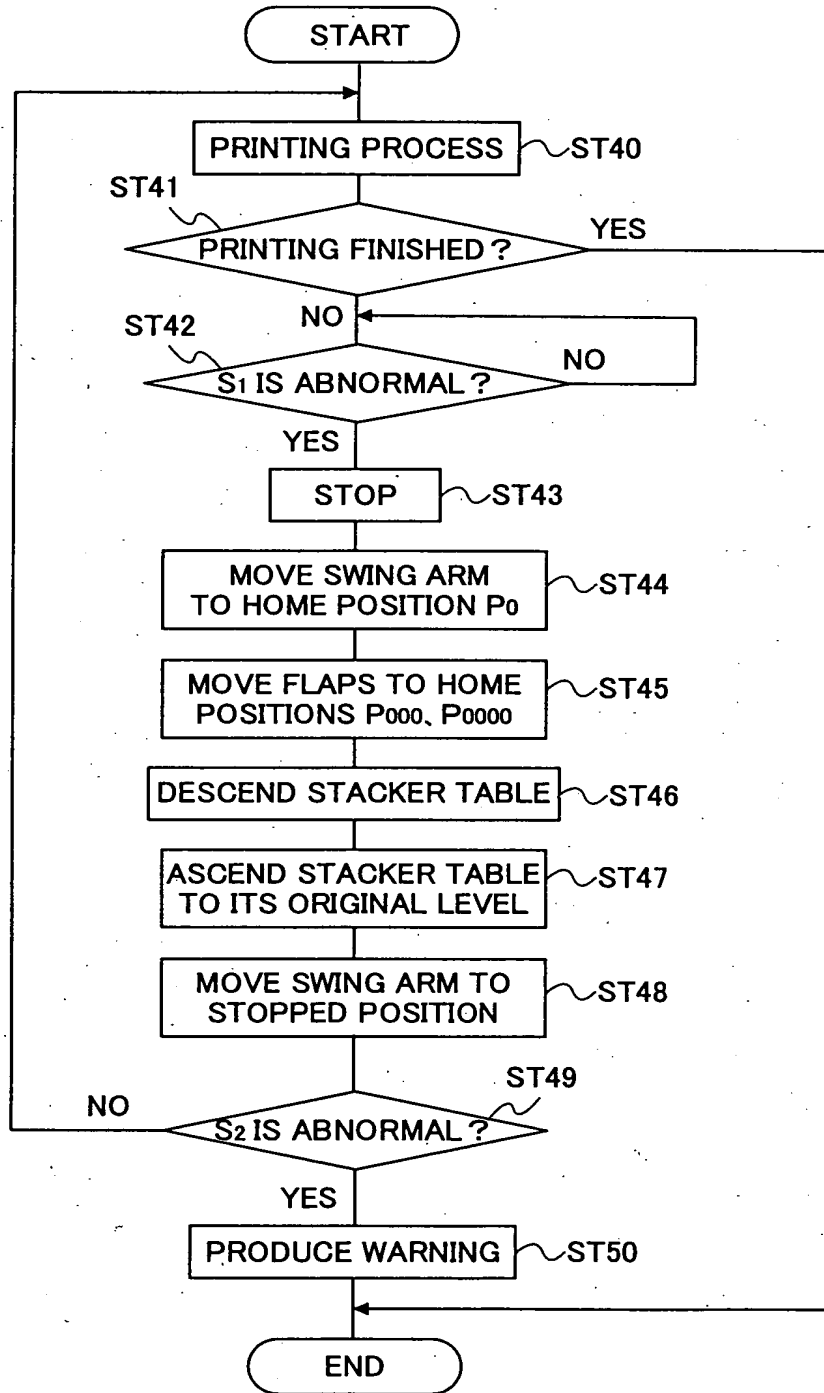 START
PRINTING PROCESS
ST40
ST41
PRINTING FINISHED?
YES
NO
ST42
S1 IS ABNORMAL?
NO
YES
STOP
ST43
MOVE SWING ARM
TO HOME POSITION P0
ST44
MOVE FLAPS TO HOME
POSITIONS P000、P0000
ST45
DESCEND STACKER TABLE
ST46
ASCEND STACKER TABLE
TO ITS ORIGINAL LEVEL
ST47
MOVE SWING ARM TO
STOPPED POSITION
ST48
ST49
NO
S2 IS ABNORMAL?
YES
PRODUCE WARNING
ST50
END